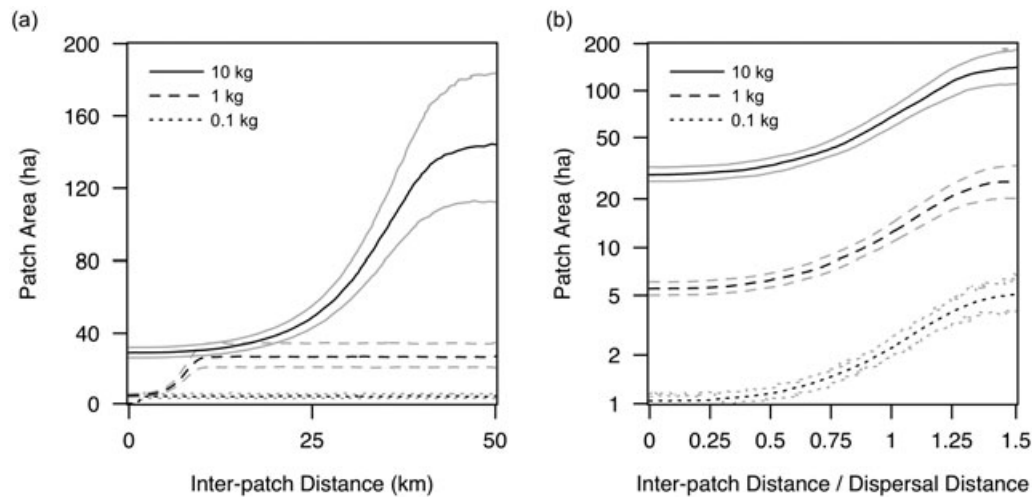 (a)
200
160
120
80
40
0
Patch Area (ha)
10 kg
1 kg
0.1 kg
0
25
50
Inter-patch Distance (km)
(b)
200
100
50
20
10
5
2
1
Patch Area (ha)
10 kg
1 kg
0.1 kg
0
0.25
0.5
0.75
1
1.25
1.5
Inter-patch Distance / Dispersal Distance